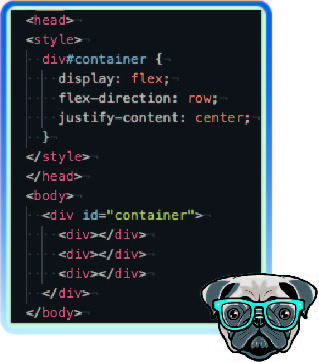 <head>
<style>
div#container {
display: flex;
flex-direction: row;
justify-content: center;
}
</style>
</head>
<body>
<div id="container">
<div></div>
<div></div>
<div></div>
</div>
</body>